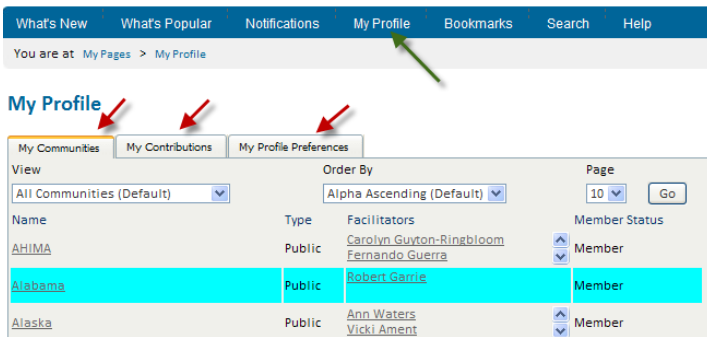 What's New What's Popular Notifications My Profile Bookmarks Search Help
You are at My Pages > My Profile
My Profile
My Communities My Contributions My Profile Preferences
View Order By Page
All Communities (Default) Alpha Ascending (Default) 10 Go
Name Type Facilitators Member Status
AHIMA Public Carolyn Guyton-Ringbloom Member
Fernando Guerra
Alabama Public Robert Garrie Member
Alaska Public Ann Waters Member
Vicki Ament